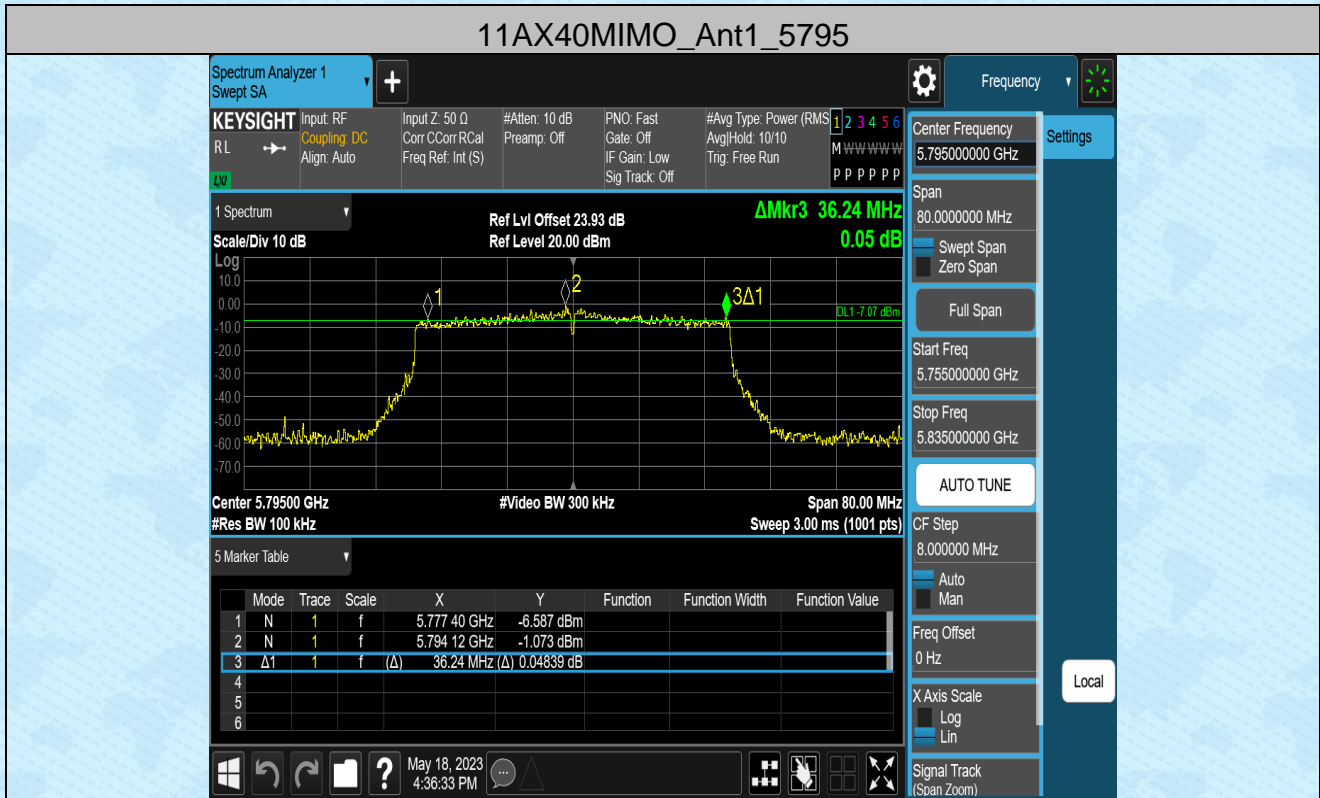 11AX40MIMO_Ant1_5795
Spectrum Analyzer 1
Swept SA
+
Frequency
KEYSIGHT
RL
LXI
Input: RF
Coupling: DC
Align: Auto
Input Z: 50 Ω
Corr CCorr RCal
Freq Ref: Int (S)
#Atten: 10 dB
Preamp: Off
PNO: Fast
Gate: Off
IF Gain: Low
Sig Track: Off
#Avg Type: Power (RMS
Avg|Hold: 10/10
Trig: Free Run
1 2 3 4 5 6
M W W W W W
P P P P P P
1 Spectrum
Scale/Div 10 dB
Ref Lvl Offset 23.93 dB
Ref Level 20.00 dBm
ΔMkr3 36.24 MHz
0.05 dB
Log
10.0
0.00
-10.0
-20.0
-30.0
-40.0
-50.0
-60.0
-70.0
1
2
3Δ1
DL1 -7.07 dBm
Center 5.79500 GHz
#Video BW 300 kHz
Span 80.00 MHz
#Res BW 100 kHz
Sweep 3.00 ms (1001 pts)
5 Marker Table
Mode Trace Scale X Y Function Function Width Function Value
1 N 1 f 5.777 40 GHz -6.587 dBm
2 N 1 f 5.794 12 GHz -1.073 dBm
3 Δ1 1 f (Δ) 36.24 MHz (Δ) 0.04839 dB
4
5
6
?
May 18, 2023
4:36:33 PM
Center Frequency
5.795000000 GHz
Settings
Span
80.0000000 MHz
Swept Span
Zero Span
Full Span
Start Freq
5.755000000 GHz
Stop Freq
5.835000000 GHz
AUTO TUNE
CF Step
8.000000 MHz
Auto
Man
Freq Offset
0 Hz
X Axis Scale
Log
Lin
Local
Signal Track
(Span Zoom)